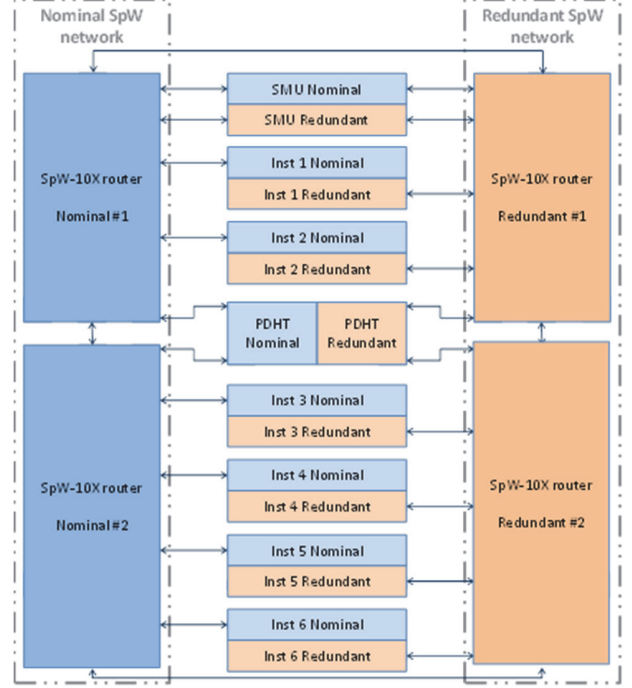 Nominal SpW
network
Redundant SpW
network
SpW-10X router
Nominal #1
SMU Nominal
SMU Redundant
Inst 1 Nominal
Inst 1 Redundant
Inst 2 Nominal
Inst 2 Redundant
SpW-10X router
Redundant #1
PDHT
Nominal
PDHT
Redundant
SpW-10X router
Nominal #2
Inst 3 Nominal
Inst 3 Redundant
Inst 4 Nominal
Inst 4 Redundant
Inst 5 Nominal
Inst 5 Redundant
Inst 6 Nominal
Inst 6 Redundant
SpW-10X router
Redundant #2